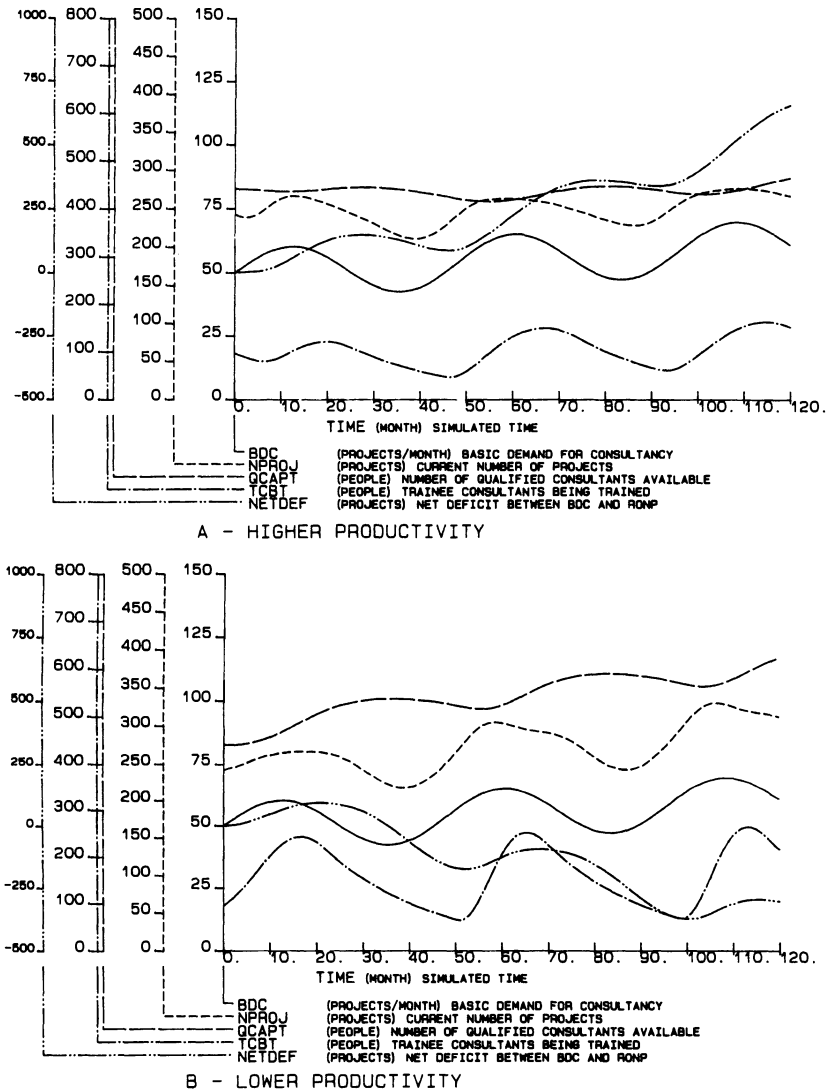 1000 800 500 150
750 700 450 125
500 600 400 100
250 500 350 75
0 400 300 50
-250 300 250 25
-500 200 200 0
100 150
0 100
50
0
0. 10. 20. 30. 40. 50. 60. 70. 80. 90. 100. 110. 120.
TIME (MONTH) SIMULATED TIME
BDC (PROJECTS/MONTH) BASIC DEMAND FOR CONSULTANCY
NPROJ (PROJECTS) CURRENT NUMBER OF PROJECTS
QCAPT (PEOPLE) NUMBER OF QUALIFIED CONSULTANTS AVAILABLE
TCBT (PEOPLE) TRAINEE CONSULTANTS BEING TRAINED
NETDEF (PROJECTS) NET DEFICIT BETWEEN BDC AND RONP
A - HIGHER PRODUCTIVITY
1000 800 500 150
750 700 450 125
500 600 400 100
250 500 350 75
0 400 300 50
-250 300 250 25
-500 200 200 0
100 150
0 100
50
0
0. 10. 20. 30. 40. 50. 60. 70. 80. 90. 100. 110. 120.
TIME (MONTH) SIMULATED TIME
BDC (PROJECTS/MONTH) BASIC DEMAND FOR CONSULTANCY
NPROJ (PROJECTS) CURRENT NUMBER OF PROJECTS
QCAPT (PEOPLE) NUMBER OF QUALIFIED CONSULTANTS AVAILABLE
TCBT (PEOPLE) TRAINEE CONSULTANTS BEING TRAINED
NETDEF (PROJECTS) NET DEFICIT BETWEEN BDC AND RONP
B - LOWER PRODUCTIVITY